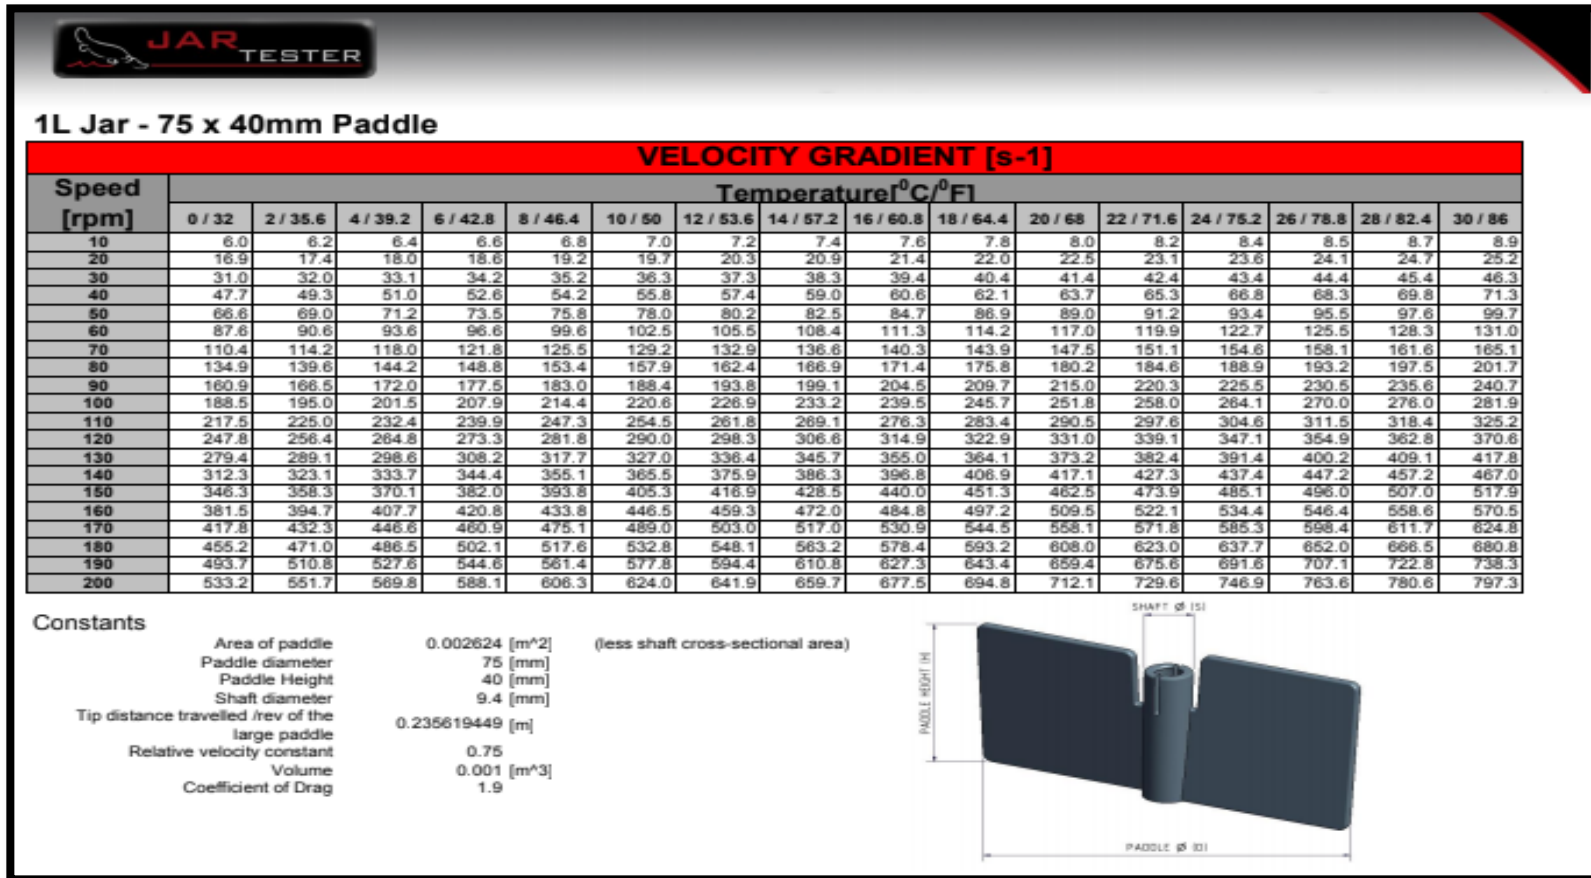 JAR TESTER
1L Jar - 75 x 40mm Paddle
VELOCITY GRADIENT [s-1]
Speed [rpm] Temperature[⁰C/⁰F]
0 / 32 2 / 35.6 4 / 39.2 6 / 42.8 8 / 46.4 10 / 50 12 / 53.6 14 / 57.2 16 / 60.8 18 / 64.4 20 / 68 22 / 71.6 24 / 75.2 26 / 78.8 28 / 82.4 30 / 86
10 6.0 6.2 6.4 6.6 6.8 7.0 7.2 7.4 7.6 7.8 8.0 8.2 8.4 8.5 8.7 8.9
20 16.9 17.4 18.0 18.6 19.2 19.7 20.3 20.9 21.4 22.0 22.5 23.1 23.6 24.1 24.7 25.2
30 31.0 32.0 33.1 34.2 35.2 36.3 37.3 38.3 39.4 40.4 41.4 42.4 43.4 44.4 45.4 46.3
40 47.7 49.3 51.0 52.6 54.2 55.8 57.4 59.0 60.6 62.1 63.7 65.3 66.8 68.3 69.8 71.3
50 66.6 69.0 71.2 73.5 75.8 78.0 80.2 82.5 84.7 86.9 89.0 91.2 93.4 95.5 97.6 99.7
60 87.6 90.6 93.6 96.6 99.6 102.5 105.5 108.4 111.3 114.2 117.0 119.9 122.7 125.5 128.3 131.0
70 110.4 114.2 118.0 121.8 125.5 129.2 132.9 136.6 140.3 143.9 147.5 151.1 154.6 158.1 161.6 165.1
80 134.9 139.6 144.2 148.8 153.4 157.9 162.4 166.9 171.4 175.8 180.2 184.6 188.9 193.2 197.5 201.7
90 160.9 166.5 172.0 177.5 183.0 188.4 193.8 199.1 204.5 209.7 215.0 220.3 225.5 230.5 235.6 240.7
100 188.5 195.0 201.5 207.9 214.4 220.6 226.9 233.2 239.5 245.7 251.8 258.0 264.1 270.0 276.0 281.9
110 217.5 225.0 232.4 239.9 247.3 254.5 261.8 269.1 276.3 283.4 290.5 297.6 304.6 311.5 318.4 325.2
120 247.8 256.4 264.8 273.3 281.8 290.0 298.3 306.6 314.9 322.9 331.0 339.1 347.1 354.9 362.8 370.6
130 279.4 289.1 298.6 308.2 317.7 327.0 336.4 345.7 355.0 364.1 373.2 382.4 391.4 400.2 409.1 417.8
140 312.3 323.1 333.7 344.4 355.1 365.5 375.9 386.3 396.8 406.9 417.1 427.3 437.4 447.2 457.2 467.0
150 346.3 358.3 370.1 382.0 393.8 405.3 416.9 428.5 440.0 451.3 462.5 473.9 485.1 496.0 507.0 517.9
160 381.5 394.7 407.7 420.8 433.8 446.5 459.3 472.0 484.8 497.2 509.5 522.1 534.4 546.4 558.6 570.5
170 417.8 432.3 446.6 460.9 475.1 489.0 503.0 517.0 530.9 544.5 558.1 571.8 585.3 598.4 611.7 624.8
180 455.2 471.0 486.5 502.1 517.6 532.8 548.1 563.2 578.4 593.2 608.0 623.0 637.7 652.0 666.5 680.8
190 493.7 510.8 527.6 544.6 561.4 577.8 594.4 610.8 627.3 643.4 659.4 675.6 691.6 707.1 722.8 738.3
200 533.2 551.7 569.8 588.1 606.3 624.0 641.9 659.7 677.5 694.8 712.1 729.6 746.9 763.6 780.6 797.3
Constants
Area of paddle 0.002624 [m^2] (less shaft cross-sectional area)
Paddle diameter 75 [mm]
Paddle Height 40 [mm]
Shaft diameter 9.4 [mm]
Tip distance travelled /rev of the
large paddle 0.235619449 [m]
Relative velocity constant 0.75
Volume 0.001 [m^3]
Coefficient of Drag 1.9
SHAFT Ø (S)
PADDLE HEIGHT (H)
PADDLE Ø (D)